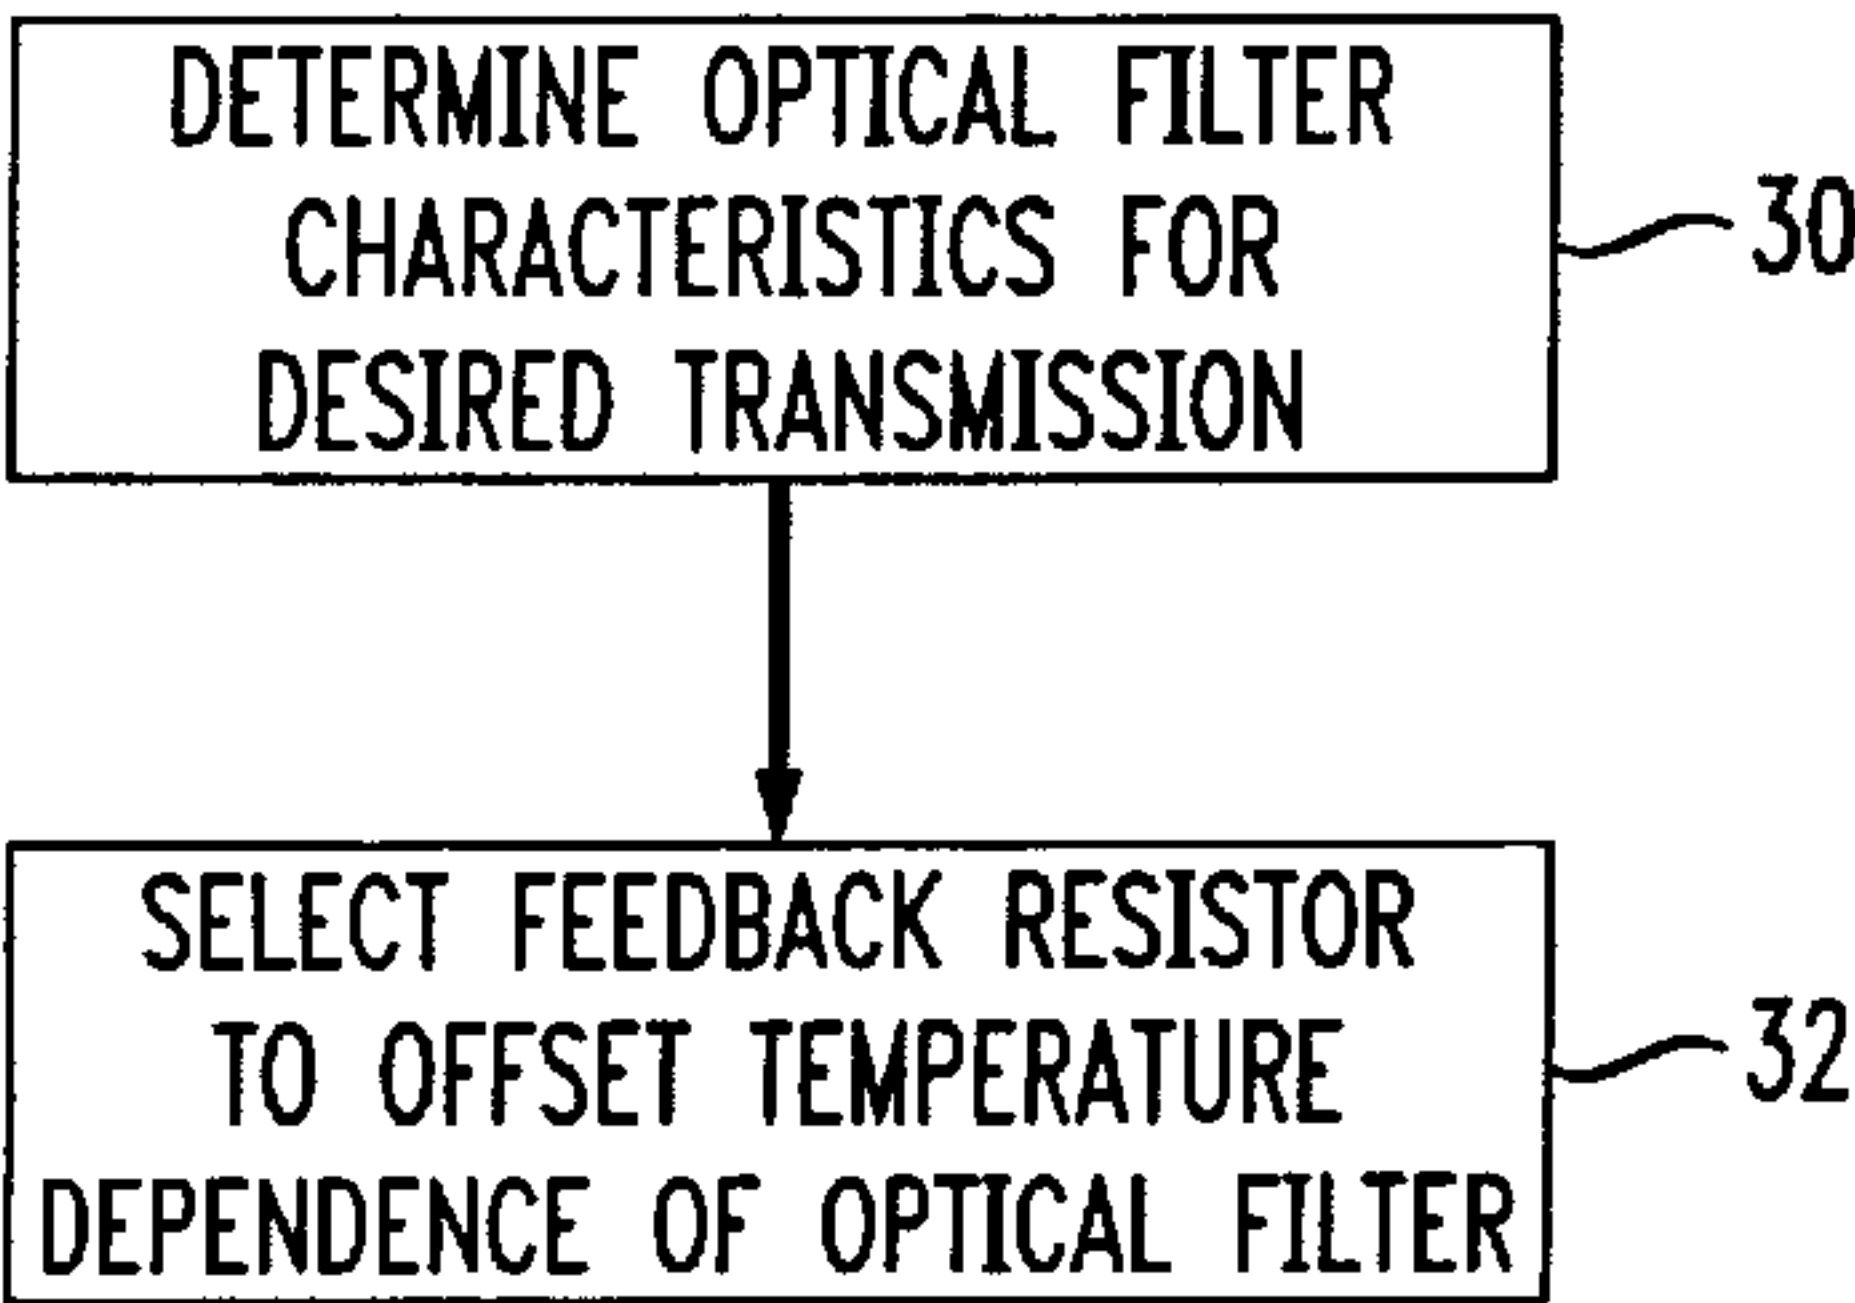 DETERMINE OPTICAL FILTER
CHARACTERISTICS FOR
DESIRED TRANSMISSION
30
SELECT FEEDBACK RESISTOR
TO OFFSET TEMPERATURE
DEPENDENCE OF OPTICAL FILTER
32